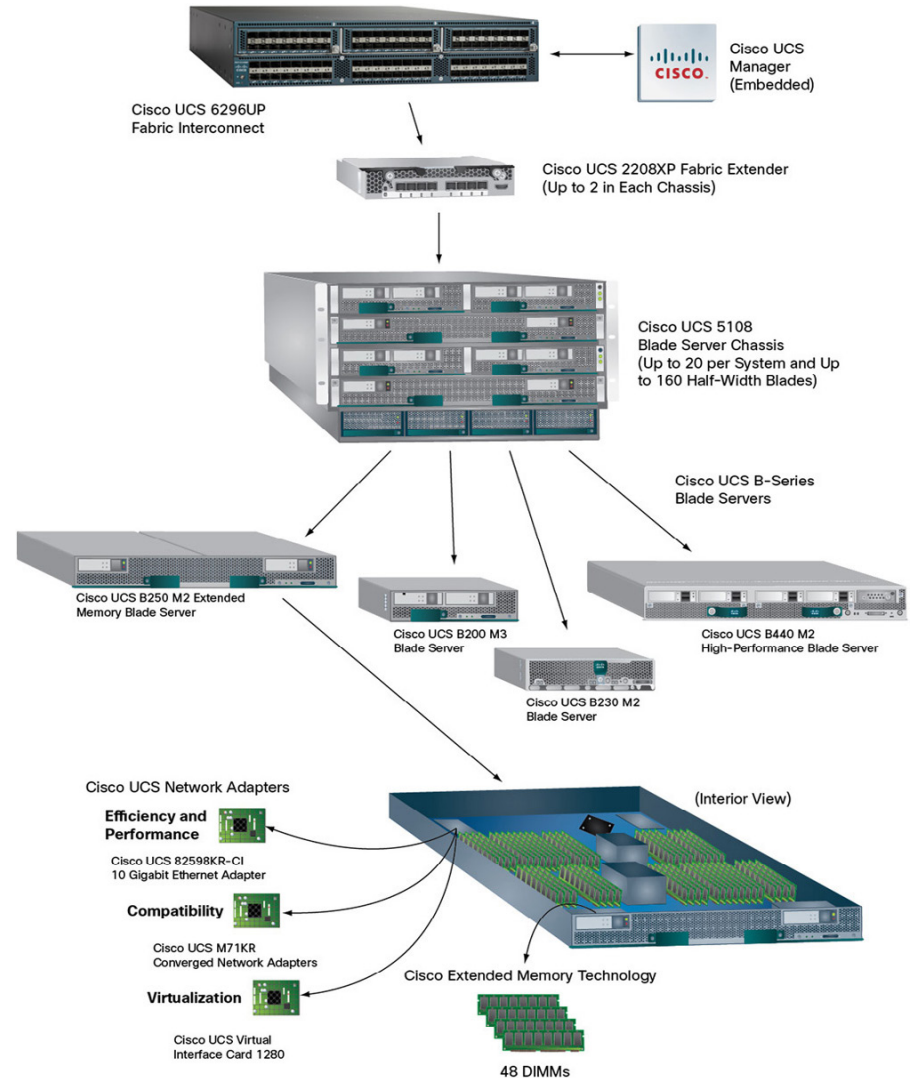 CISCO.
Cisco UCS
Manager
(Embedded)
Cisco UCS 6296UP
Fabric Interconnect
Cisco UCS 2208XP Fabric Extender
(Up to 2 in Each Chassis)
Cisco UCS 5108
Blade Server Chassis
(Up to 20 per System and Up
to 160 Half-Width Blades)
Cisco UCS B-Series
Blade Servers
Cisco UCS B250 M2 Extended
Memory Blade Server
Cisco UCS B200 M3
Blade Server
Cisco UCS B440 M2
High-Performance Blade Server
Cisco UCS B230 M2
Blade Server
Cisco UCS Network Adapters
(Interior View)
Efficiency and
Performance
Cisco UCS 82598KR-CI
10 Gigabit Ethernet Adapter
Compatibility
Cisco UCS M71KR
Converged Network Adapters
Cisco Extended Memory Technology
Virtualization
Cisco UCS Virtual
Interface Card 1280
48 DIMMs